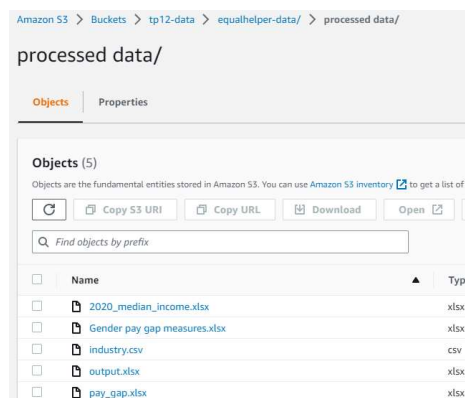 Amazon S3 > Buckets > tp12-data > equalhelper-data/ > processed data/
processed data/
Objects Properties
Objects (5)
Objects are the fundamental entities stored in Amazon S3. You can use Amazon S3 inventory to get a list of
Copy S3 URI Copy URL Download Open
Find objects by prefix
Name Typ
2020_median_income.xlsx xlsx
Gender pay gap measures.xlsx xlsx
industry.csv csv
output.xlsx xlsx
pay_gap.xlsx xlsx